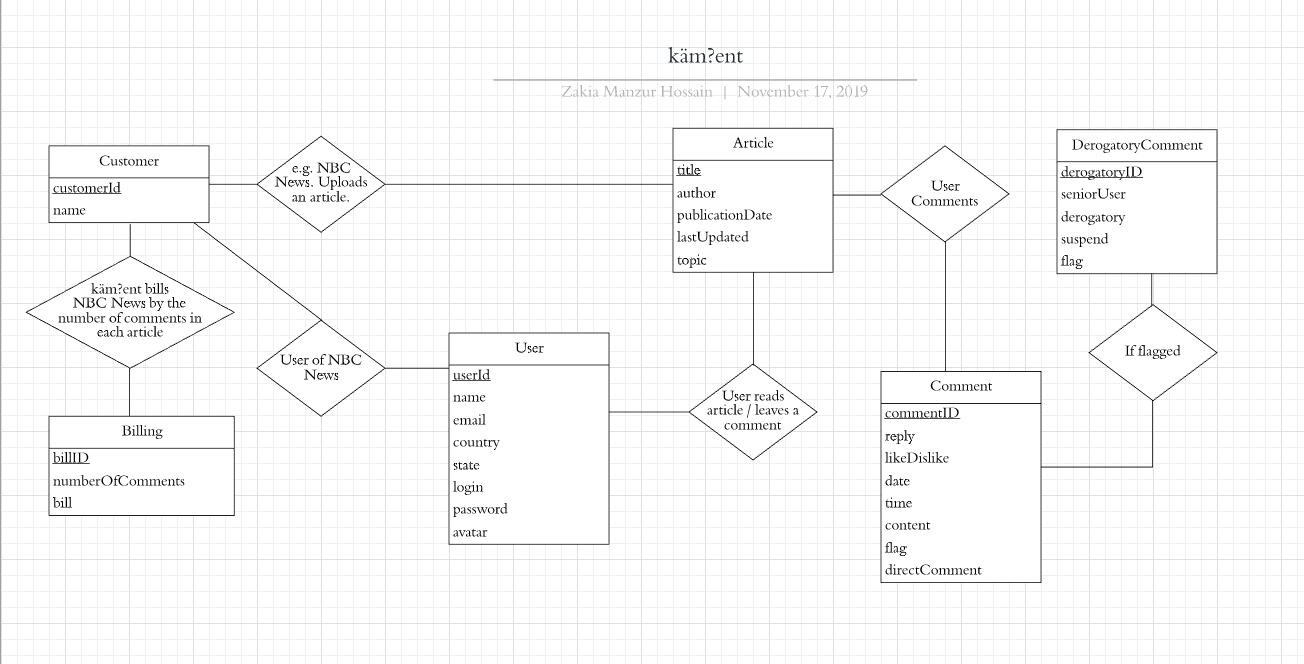 käm?ent
Zakia Manzur Hossain | November 17, 2019
Customer
customerId
name
e.g. NBC
News. Uploads
an article.
Article
title
author
publicationDate
lastUpdated
topic
User
Comments
DerogatoryComment
derogatoryID
seniorUser
derogatory
suspend
flag
käm?ent bills
NBC News by the
number of comments in
each article
User of NBC
News
User
userId
name
email
country
state
login
password
avatar
User reads
article / leaves a
comment
If flagged
Comment
commentID
reply
likeDislike
date
time
content
flag
directComment
Billing
billID
numberOfComments
bill